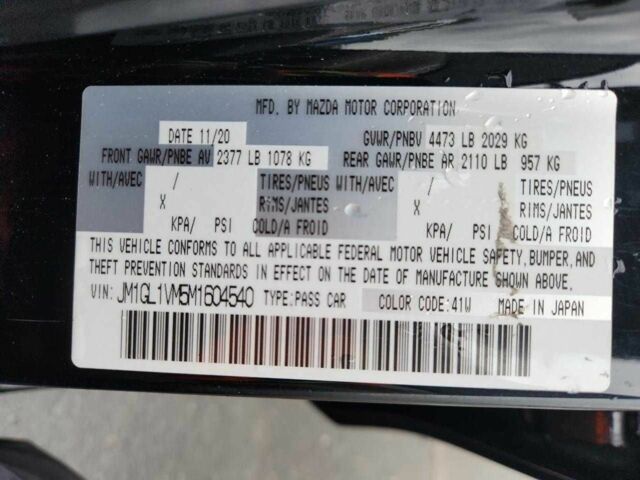 MFD. BY MAZDA MOTOR CORPORATION
DATE 11/20 GVWR/PNBV 4473 LB 2029 KG
FRONT GAWR/PNBE AV 2377 LB 1078 KG REAR GAWR/PNBE AR 2110 LB 957 KG
WITH/AVEC / TIRES/PNEUS WITH/AVEC / TIRES/PNEUS
X RIMS/JANTES X RIMS/JANTES
KPA/ PSI COLD/A FROID KPA/ PSI COLD/A FROID
THIS VEHICLE CONFORMS TO ALL APPLICABLE FEDERAL MOTOR VEHICLE SAFETY, BUMPER, AND
THEFT PREVENTION STANDARDS IN EFFECT ON THE DATE OF MANUFACTURE SHOWN ABOVE.
VIN: JM1GL1VM5M1604540 TYPE:PASS CAR COLOR CODE:41W MADE IN JAPAN